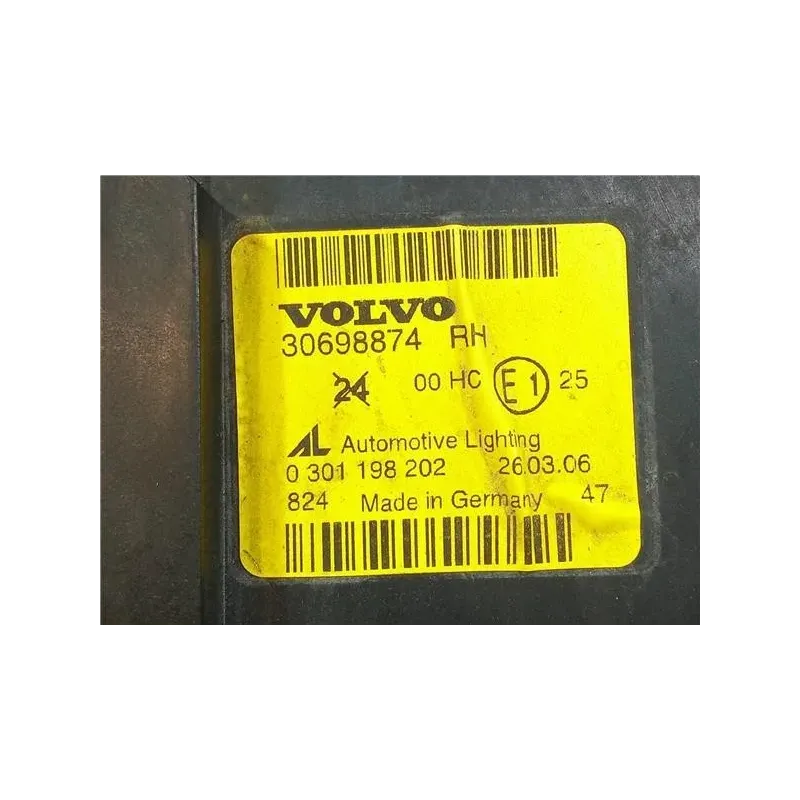 VOLVO
30698874 RH
24 00 HC E1 25
AL Automotive Lighting
0 301 198 202 26.03.06
824 Made in Germany 47